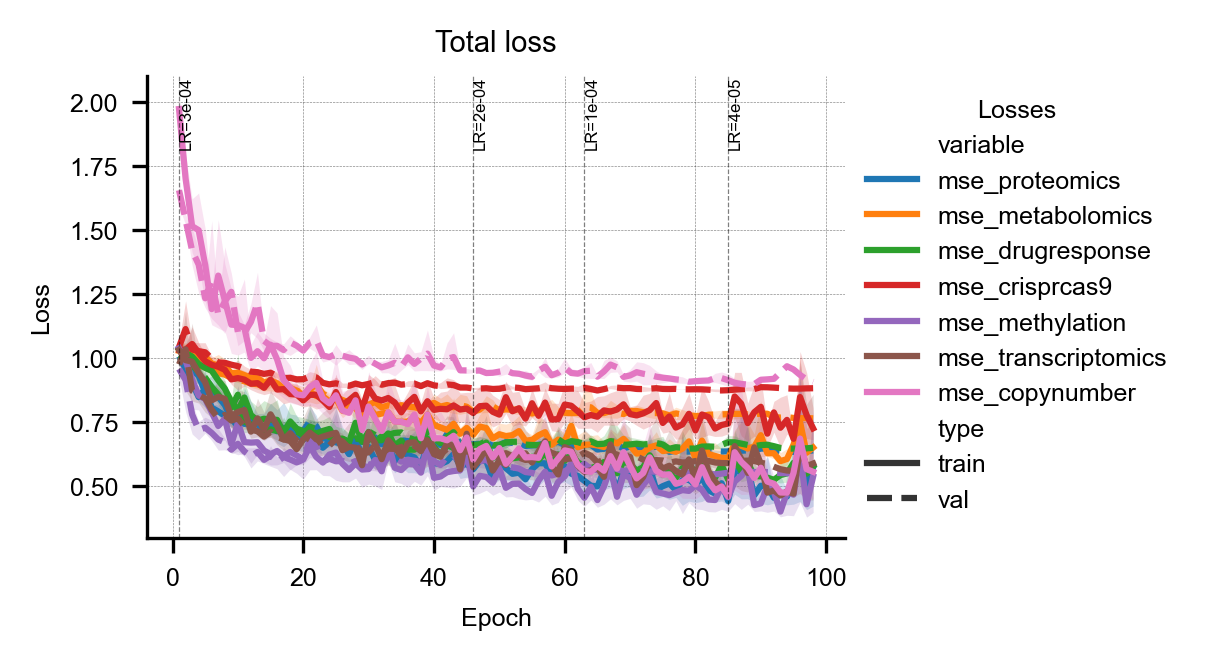 Total loss
LR=3e-04
LR=2e-04
LR=1e-04
LR=4e-05
2.00
1.75
1.50
1.25
1.00
0.75
0.50
Loss
0
20
40
60
80
100
Epoch
Losses
variable
mse_proteomics
mse_metabolomics
mse_drugresponse
mse_crisprcas9
mse_methylation
mse_transcriptomics
mse_copynumber
type
train
val